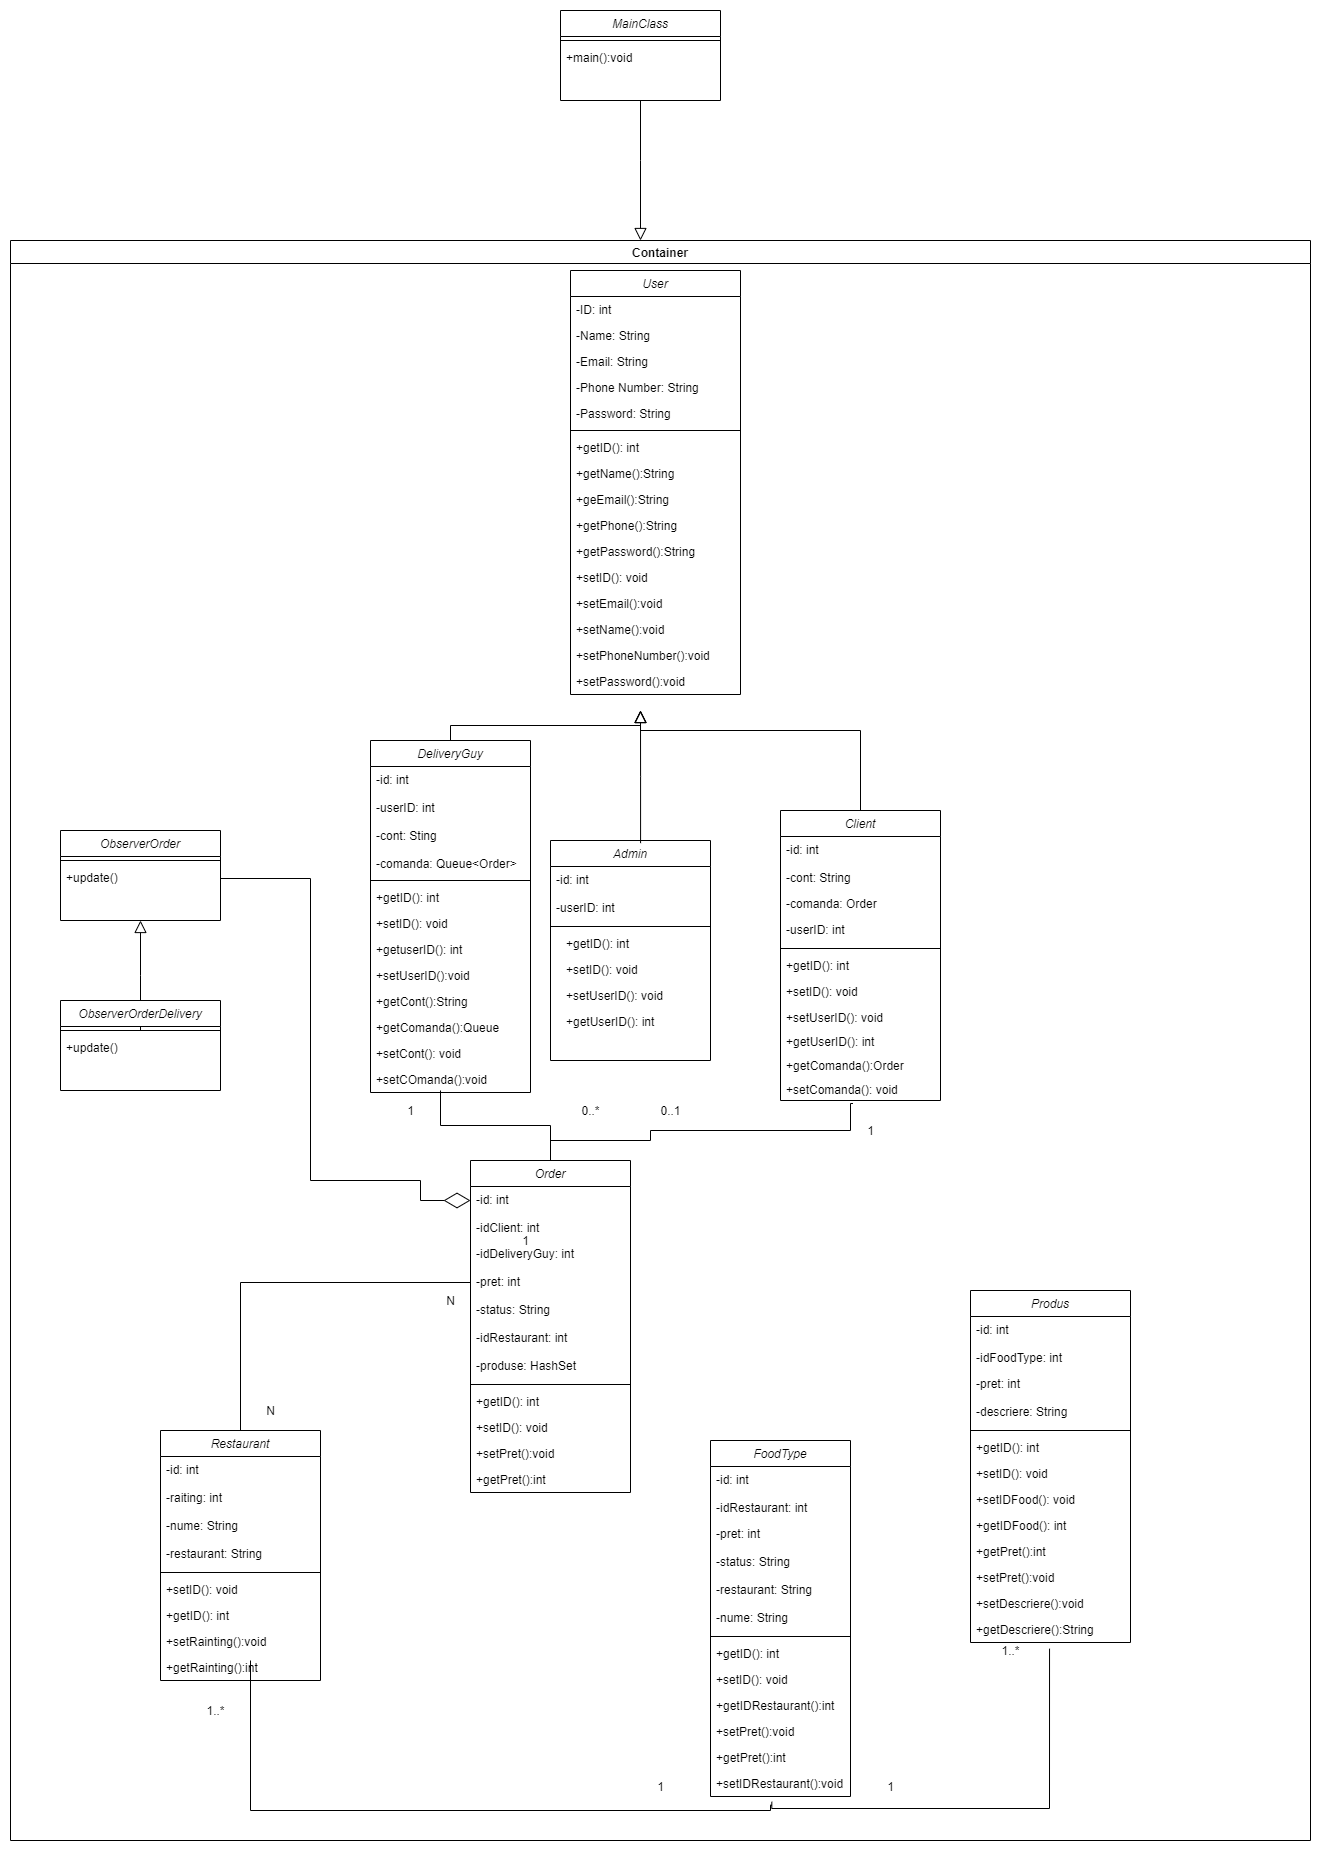 MainClass
+main():void
Container
User
-ID: int
-Name: String
-Email: String
-Phone Number: String
-Password: String
+getID(): int
+getName():String
+geEmail():String
+getPhone():String
+getPassword():String
+setID(): void
+setEmail():void
+setName():void
+setPhoneNumber():void
+setPassword():void
DeliveryGuy
-id: int
-userID: int
-cont: Sting
-comanda: Queue<Order>
+getID(): int
+setID(): void
+getuserID(): int
+setUserID():void
+getCont():String
+getComanda():Queue
+setCont(): void
+setCOmanda():void
Admin
-id: int
-userID: int
+getID(): int
+setID(): void
+setUserID(): void
+getUserID(): int
Client
-id: int
-cont: String
-comanda: Order
-userID: int
+getID(): int
+setID(): void
+setUserID(): void
+getUserID(): int
+getComanda():Order
+setComanda(): void
ObserverOrder
+update()
ObserverOrderDelivery
+update()
1
0..*
0..1
1
Order
-id: int
-idClient: int
1
-idDeliveryGuy: int
-pret: int
-status: String
-idRestaurant: int
-produse: HashSet
+getID(): int
+setID(): void
+setPret():void
+getPret():int
N
N
Restaurant
-id: int
-raiting: int
-nume: String
-restaurant: String
+setID(): void
+getID(): int
+setRainting():void
+getRainting():int
1..*
FoodType
-id: int
-idRestaurant: int
-pret: int
-status: String
-restaurant: String
-nume: String
+getID(): int
+setID(): void
+getIDRestaurant():int
+setPret():void
+getPret():int
+setIDRestaurant():void
1
1
Produs
-id: int
-idFoodType: int
-pret: int
-descriere: String
+getID(): int
+setID(): void
+setIDFood(): void
+getIDFood(): int
+getPret():int
+setPret():void
+setDescriere():void
+getDescriere():String
1..*